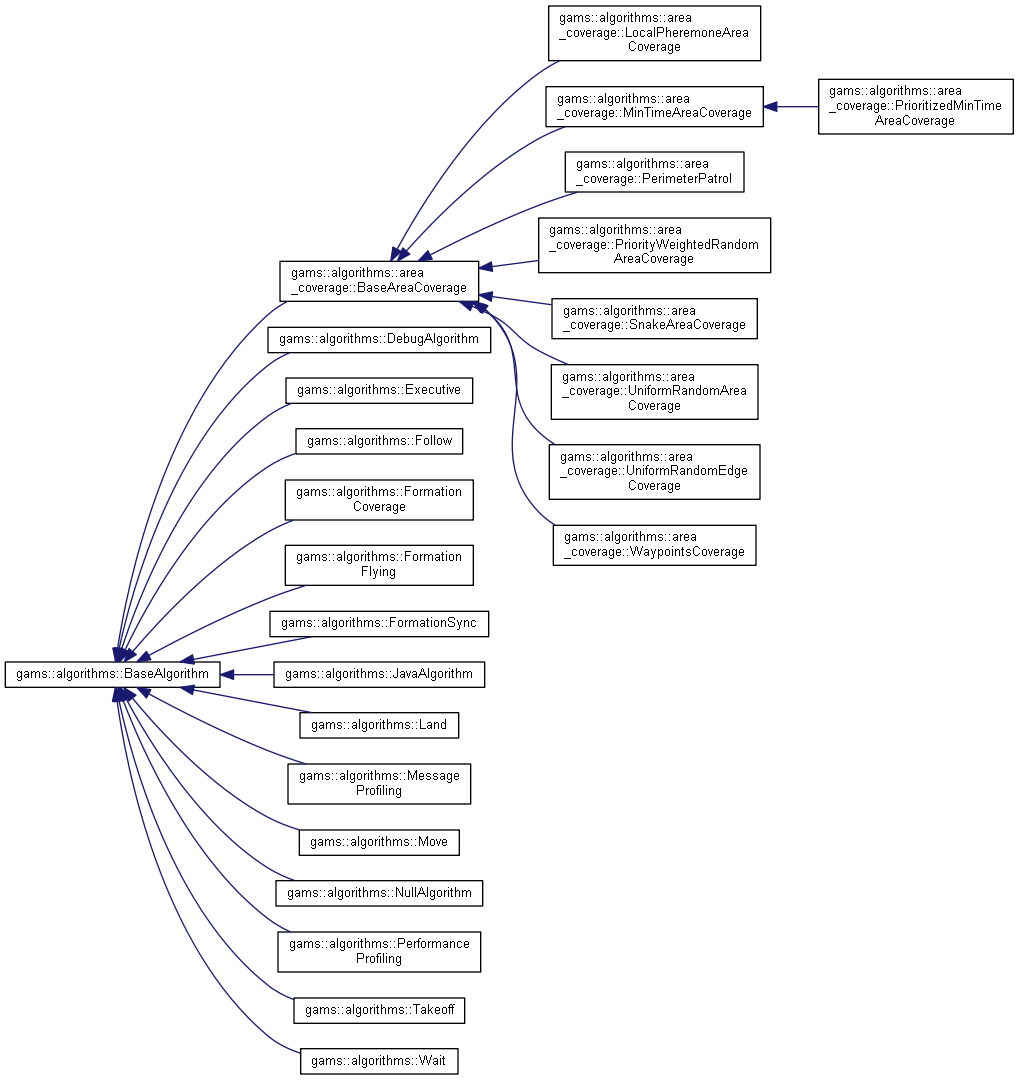 gams::algorithms::area
_coverage::LocalPheremoneArea
Coverage
gams::algorithms::area
_coverage::MinTimeAreaCoverage
gams::algorithms::area
_coverage::PrioritizedMinTime
AreaCoverage
gams::algorithms::area
_coverage::PerimeterPatrol
gams::algorithms::area
_coverage::PriorityWeightedRandom
AreaCoverage
gams::algorithms::area
_coverage::BaseAreaCoverage
gams::algorithms::area
_coverage::SnakeAreaCoverage
gams::algorithms::DebugAlgorithm
gams::algorithms::area
_coverage::UniformRandomArea
Coverage
gams::algorithms::Executive
gams::algorithms::Follow
gams::algorithms::area
_coverage::UniformRandomEdge
Coverage
gams::algorithms::Formation
Coverage
gams::algorithms::area
_coverage::WaypointsCoverage
gams::algorithms::Formation
Flying
gams::algorithms::FormationSync
gams::algorithms::BaseAlgorithm
gams::algorithms::JavaAlgorithm
gams::algorithms::Land
gams::algorithms::Message
Profiling
gams::algorithms::Move
gams::algorithms::NullAlgorithm
gams::algorithms::Performance
Profiling
gams::algorithms::Takeoff
gams::algorithms::Wait